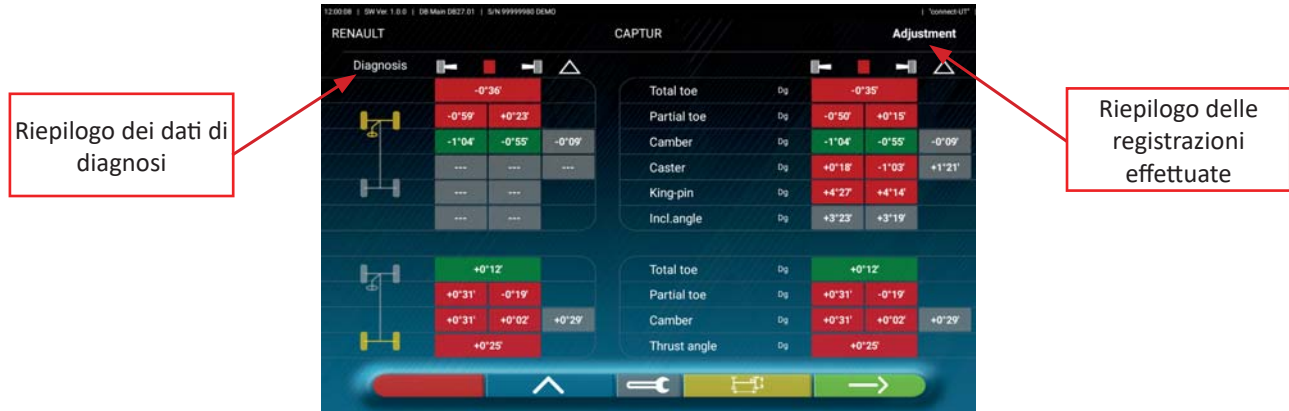 12:00:08 | SW Ver. 1.0.0 | DB Main DB27.01 | S/N 99999980 DEMO | "connect-UT" |
RENAULT CAPTUR Adjustment
Diagnosis
-0°36' Total toe Dg -0°35'
-0°59' +0°23' Partial toe Dg -0°50' +0°15'
-1°04' -0°55' -0°09' Camber Dg -1°04' -0°55' -0°09'
--- --- --- Caster Dg +0°18' -1°03' +1°21'
--- --- King-pin Dg +4°27' +4°14'
--- --- Incl.angle Dg +3°23' +3°19'
+0°12' Total toe Dg +0°12'
+0°31' -0°19' Partial toe Dg +0°31' -0°19'
+0°31' +0°02' +0°29' Camber Dg +0°31' +0°02' +0°29'
+0°25' Thrust angle Dg +0°25'
Riepilogo dei dati di
diagnosi
Riepilogo delle
registrazioni
effettuate